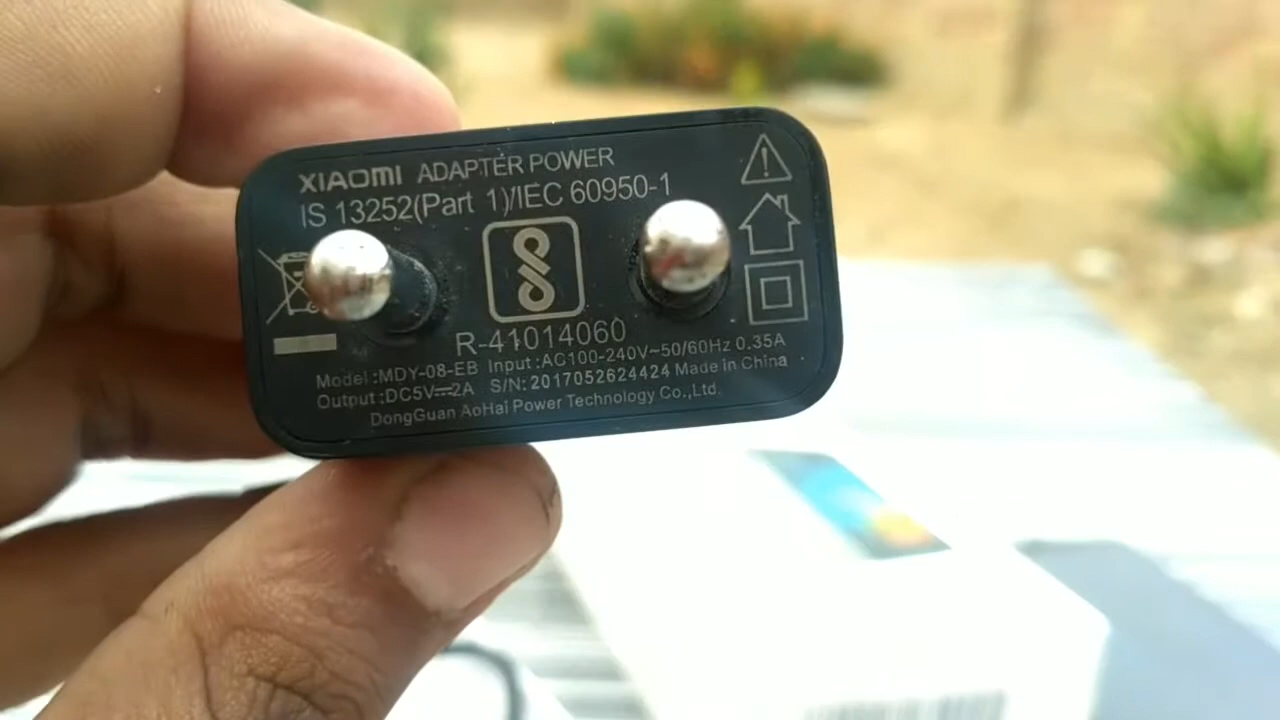 XIAOMI ADAPTER POWER
IS 13252(Part 1)/IEC 60950-1
R-41014060
Model:MDY-08-EB Input:AC100-240V~50/60Hz 0.35A
Output:DC5V⎓2A S/N:2017052624424 Made in China
DongGuan AoHai Power Technology Co.,Ltd.